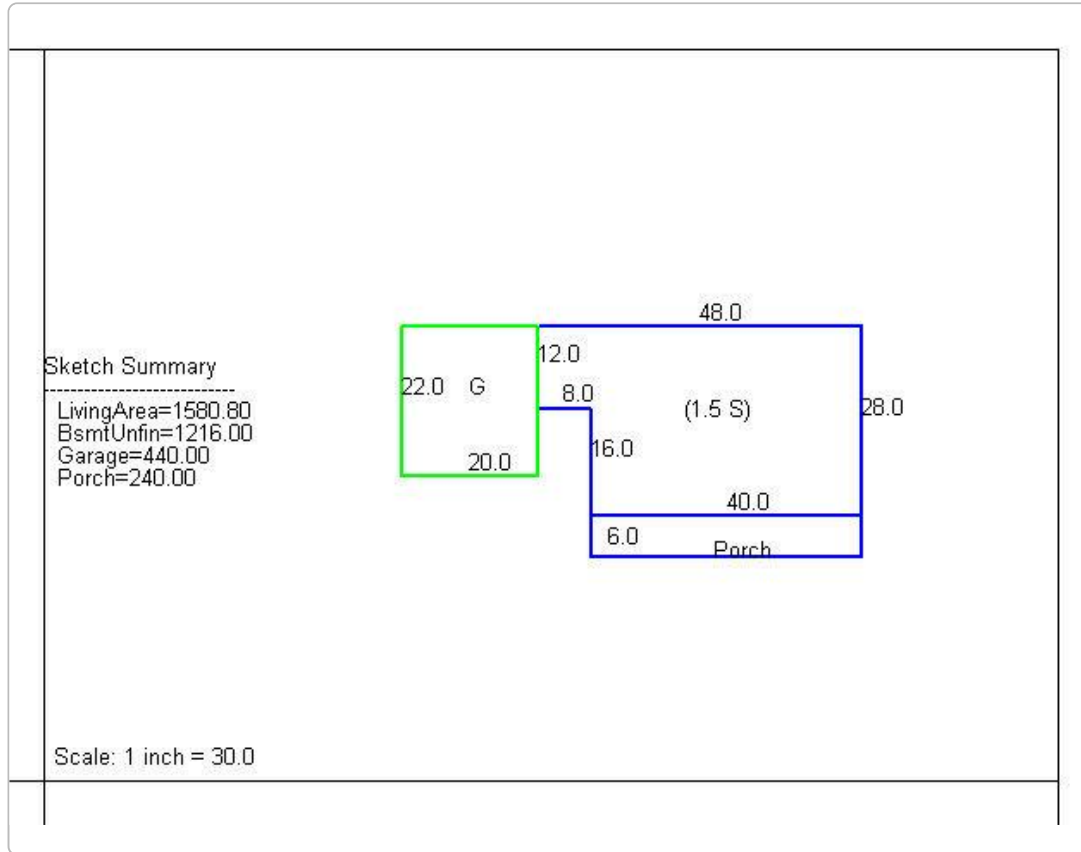 48.0
12.0
Sketch Summary
22.0 G
8.0
(1.5 S)
28.0
LivingArea=1580.80
BsmtUnfin=1216.00
Garage=440.00
Porch=240.00
16.0
20.0
40.0
6.0
Porch
Scale: 1 inch = 30.0